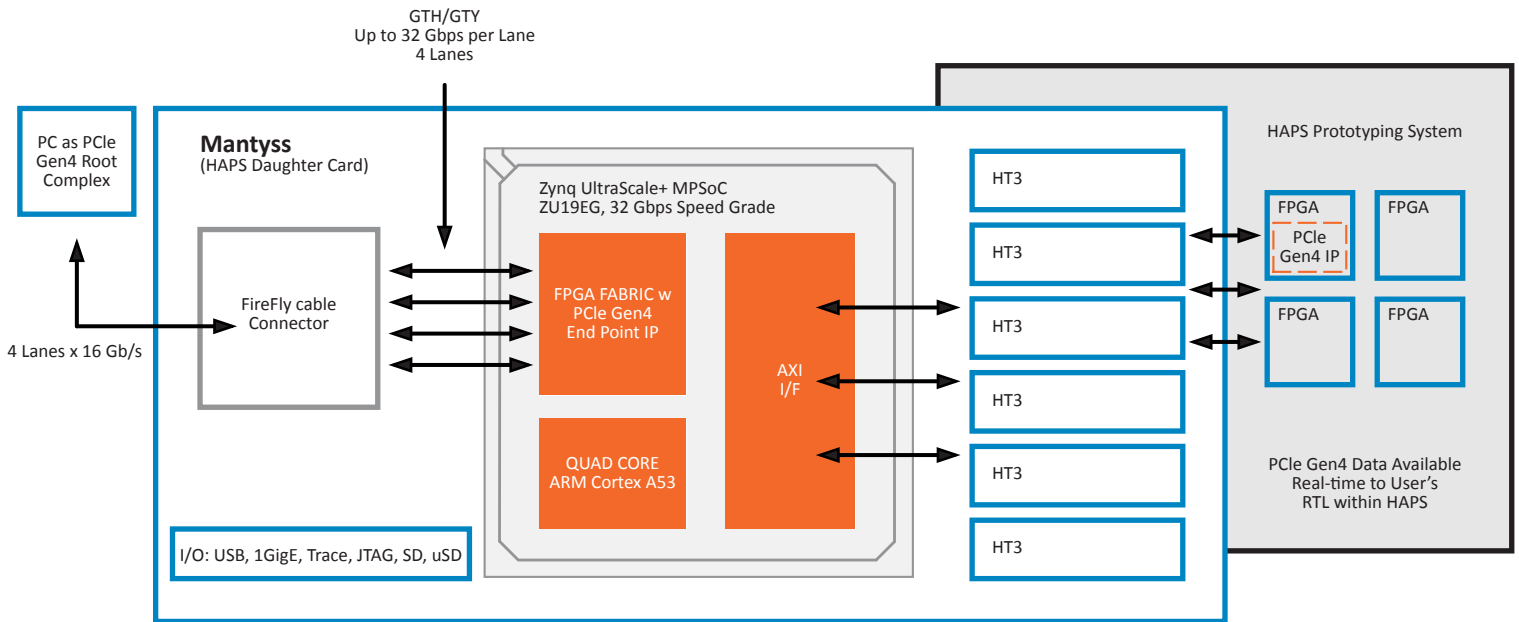 GTH/GTY
Up to 32 Gbps per Lane
4 Lanes
PC as PCIe
Gen4 Root
Complex
4 Lanes x 16 Gb/s
Mantyss
(HAPS Daughter Card)
FireFly cable
Connector
I/O: USB, 1GigE, Trace, JTAG, SD, uSD
Zynq UltraScale+ MPSoC
ZU19EG, 32 Gbps Speed Grade
FPGA FABRIC w
PCIe Gen4
End Point IP
QUAD CORE
ARM Cortex A53
AXI
I/F
HT3
HT3
HT3
HT3
HT3
HT3
HAPS Prototyping System
FPGA
PCIe
Gen4 IP
FPGA
FPGA
FPGA
PCIe Gen4 Data Available
Real-time to User’s
RTL within HAPS